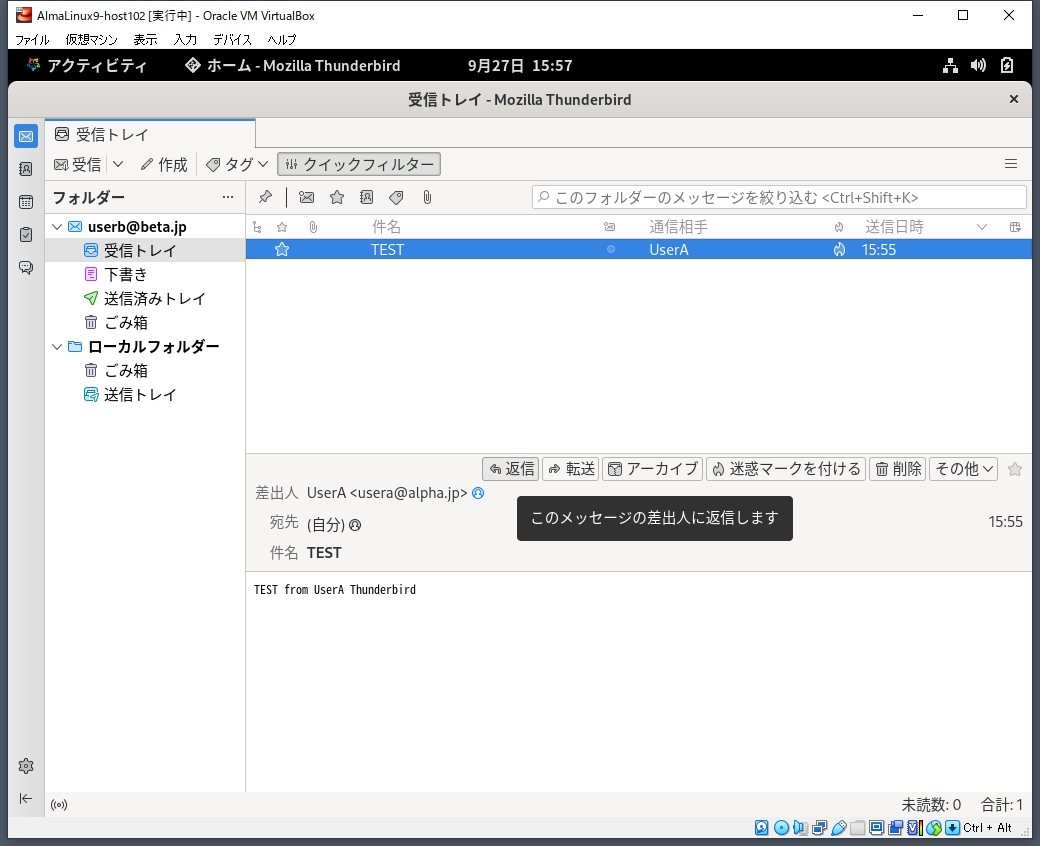 AlmaLinux9-host102 [実行中] - Oracle VM VirtualBox
ファイル 仮想マシン 表示 入力 デバイス ヘルプ
アクティビティ ホーム - Mozilla Thunderbird 9月27日 15:57
受信トレイ - Mozilla Thunderbird
受信トレイ
受信 作成 タグ クイックフィルター
フォルダー このフォルダーのメッセージを絞り込む <Ctrl+Shift+K>
userb@beta.jp 件名 通信相手 送信日時
受信トレイ TEST UserA 15:55
下書き
送信済みトレイ
ごみ箱
ローカルフォルダー
ごみ箱
送信トレイ
返信 転送 アーカイブ 迷惑マークを付ける 削除 その他
差出人 UserA <usera@alpha.jp>
このメッセージの差出人に返信します
宛先 (自分) 15:55
件名 TEST
TEST from UserA Thunderbird
未読数: 0 合計: 1
Ctrl + Alt